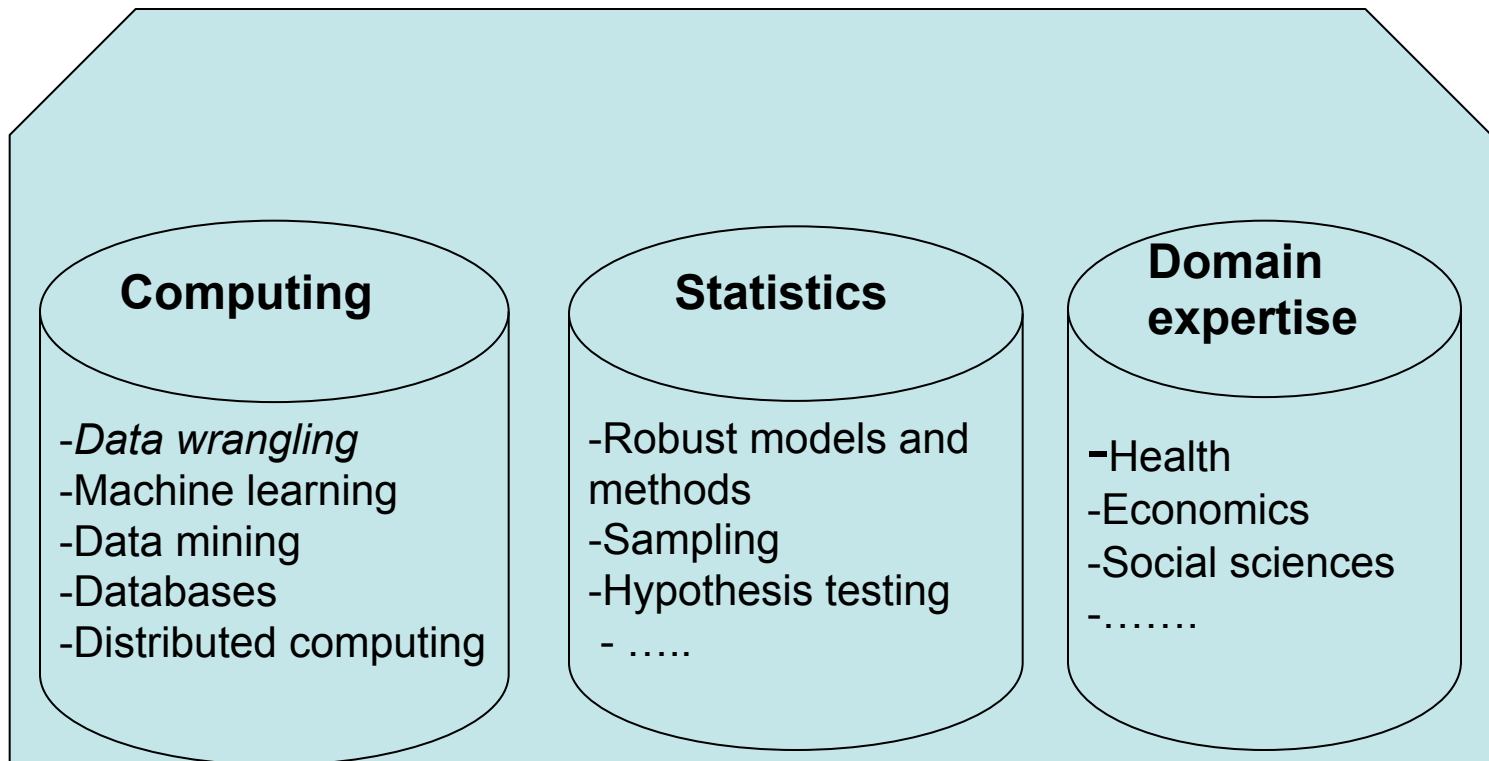 Computing
-Data wrangling
-Machine learning
-Data mining
-Databases
-Distributed computing
Statistics
-Robust models and
methods
-Sampling
-Hypothesis testing
- …..
Domain
expertise
-Health
-Economics
-Social sciences
-…….